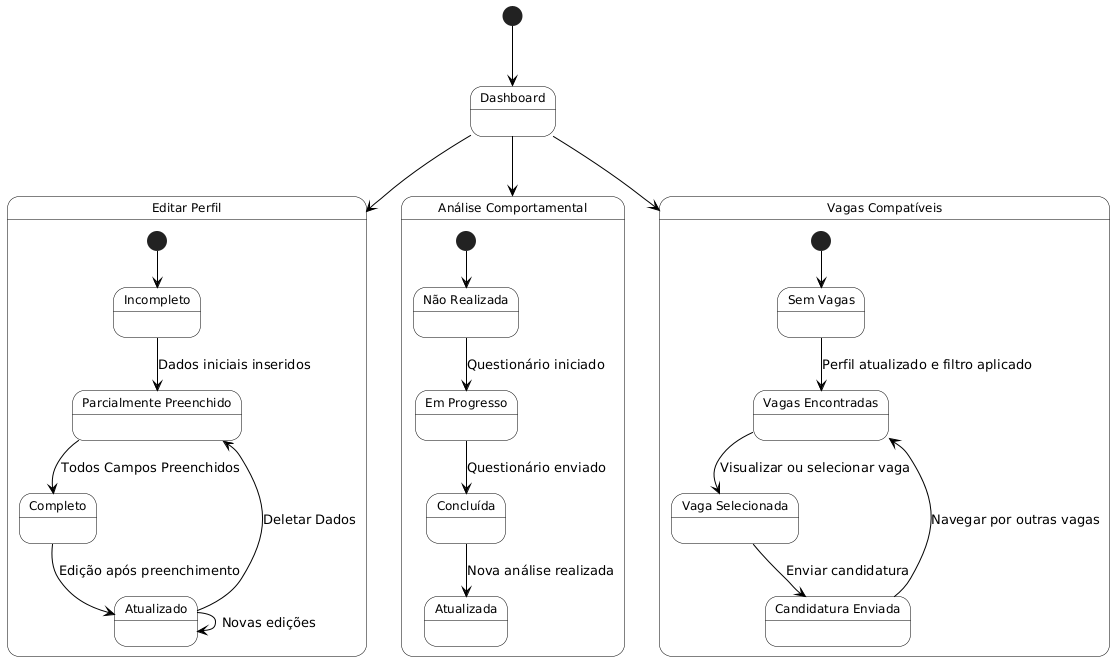 Dashboard
Editar Perfil
Incompleto
Dados iniciais inseridos
Parcialmente Preenchido
Todos Campos Preenchidos
Completo
Deletar Dados
Edição após preenchimento
Atualizado
Novas edições
Análise Comportamental
Não Realizada
Questionário iniciado
Em Progresso
Questionário enviado
Concluída
Nova análise realizada
Atualizada
Vagas Compatíveis
Sem Vagas
Perfil atualizado e filtro aplicado
Vagas Encontradas
Visualizar ou selecionar vaga
Vaga Selecionada
Navegar por outras vagas
Enviar candidatura
Candidatura Enviada